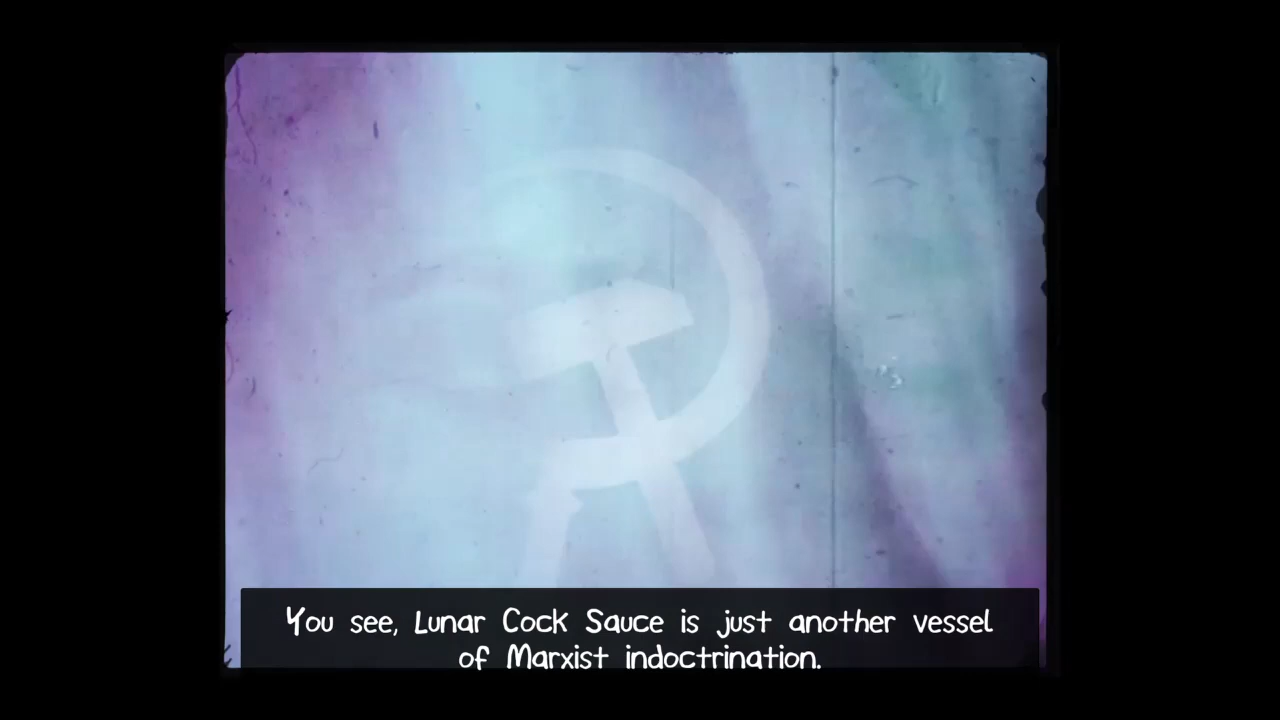 You see, Lunar Cock Sauce is just another vessel
of Marxist indoctrination.